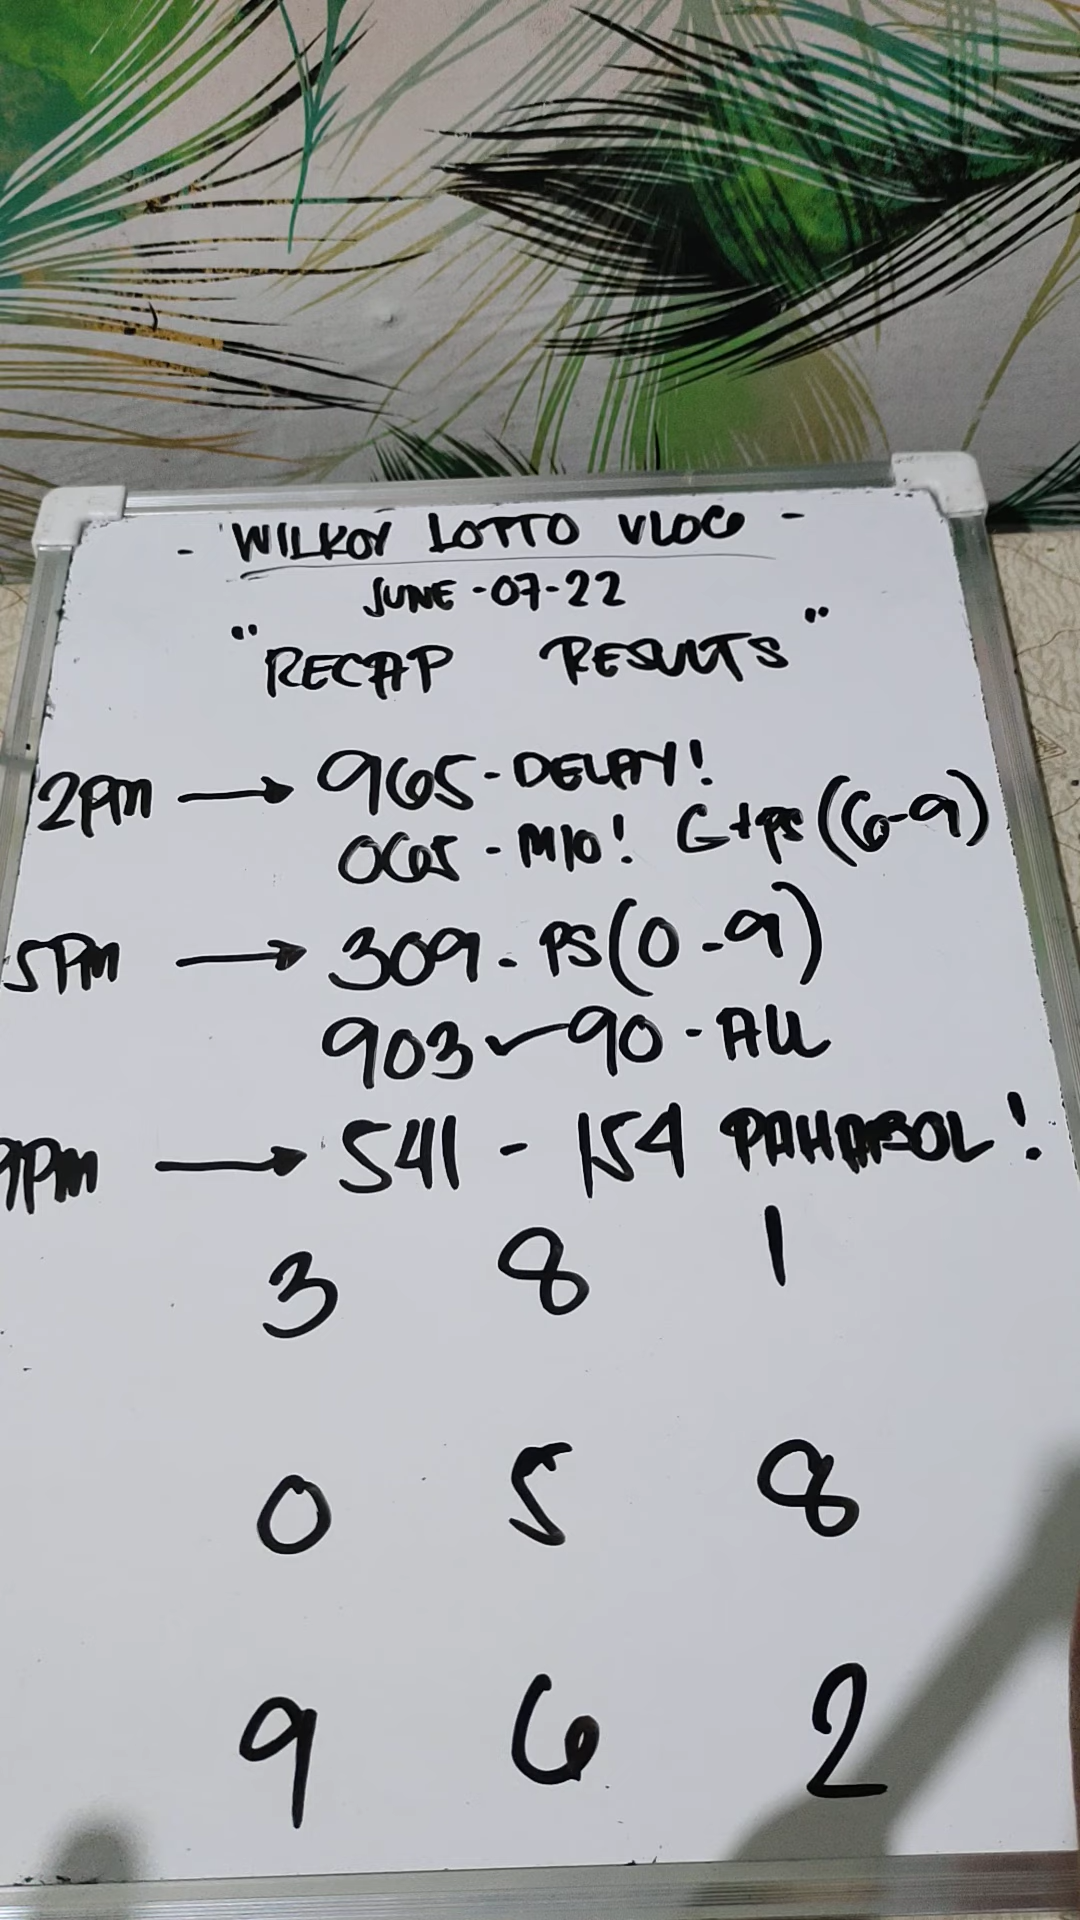 - 'WILKOY LOTTO VLOG -
JUNE -07-22
"RECAP RESULTS"
2PM → 965 - DELAY!
065 - M10! G+PS (6-9)
5PM → 309 - PS (0-9)
903 ✓ 90 - ALL
9PM → 541 - 154 PAHABOL!
3 8 1
0 5 8
9 6 2